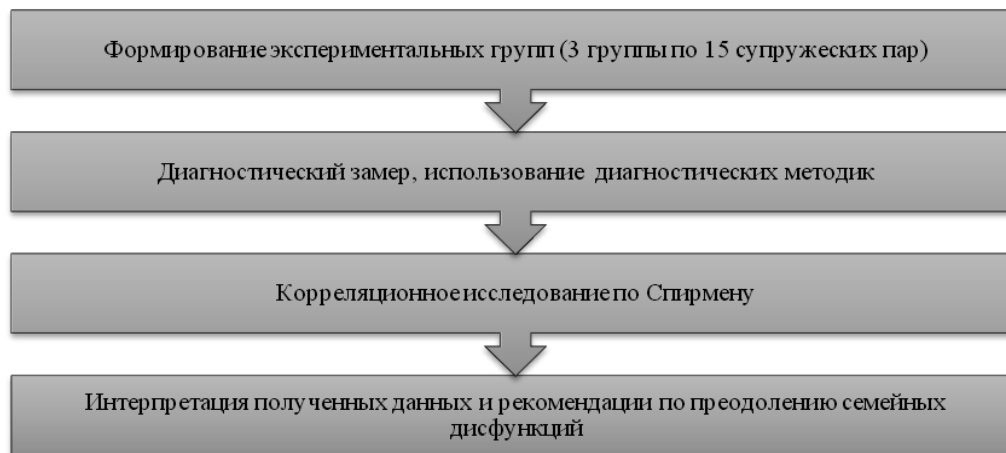 Формирование экспериментальных групп (3 группы по 15 супружеских пар)
Диагностический замер, использование диагностических методик
Корреляционное исследование по Спирмену
Интерпретация полученных данных и рекомендации по преодолению семейных
дисфункций